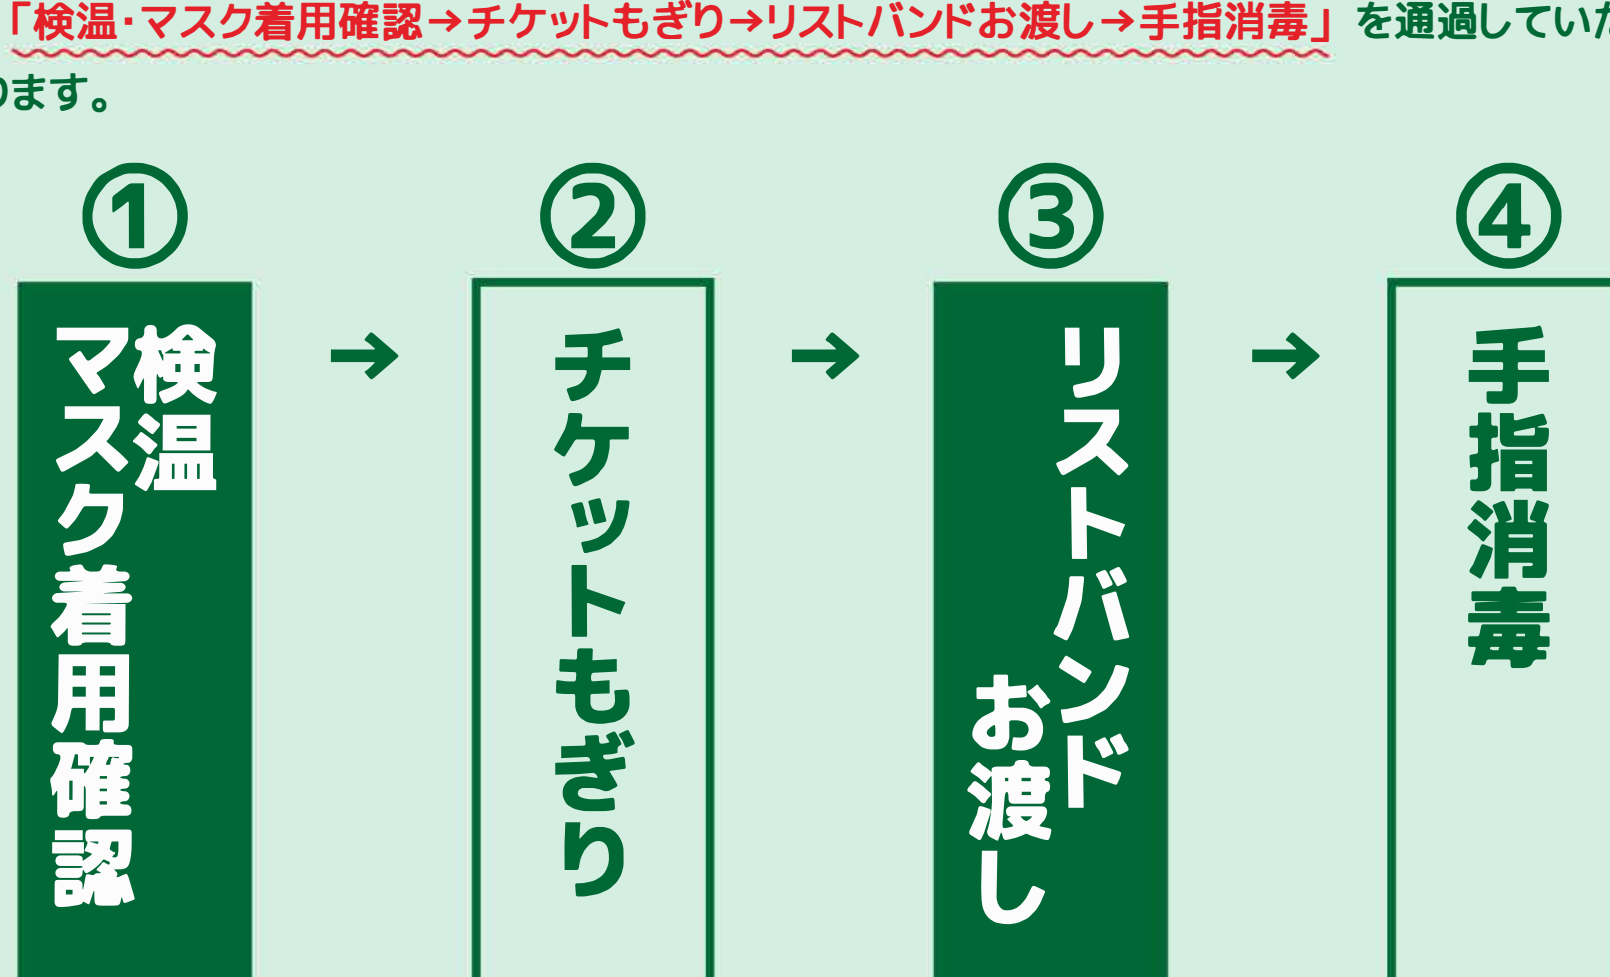 「検温・マスク着用確認→チケットもぎり→リストバンドお渡し→手指消毒」を通過していた
ります。
①
検温
マスク着用確認
→
②
チケットもぎり
→
③
リストバンド
お渡し
→
④
手指消毒